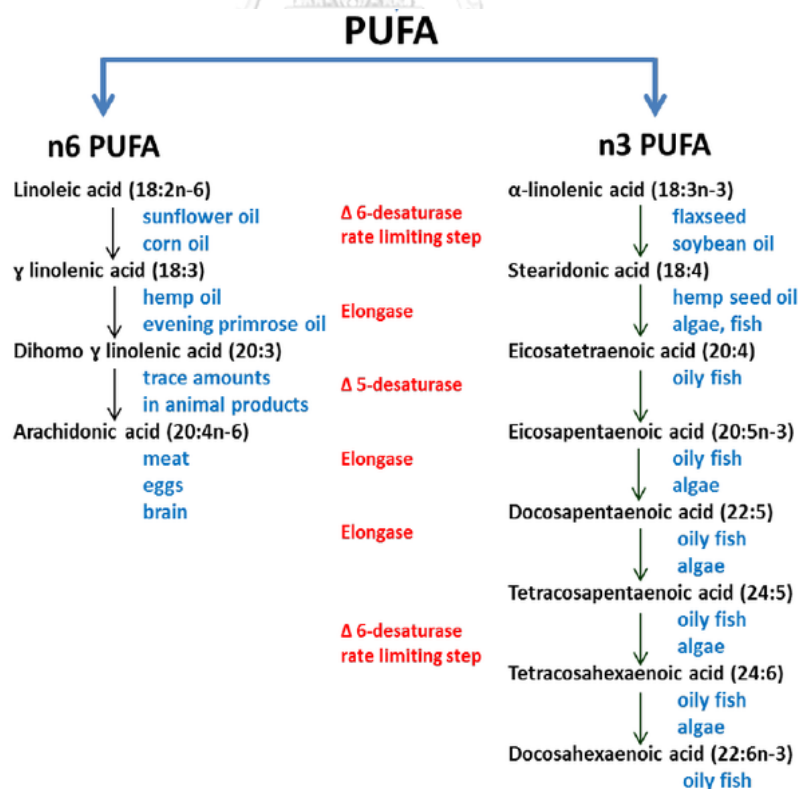 PUFA
n6 PUFA
Linoleic acid (18:2n-6)
sunflower oil
corn oil
ɣ linolenic acid (18:3)
hemp oil
evening primrose oil
Dihomo ɣ linolenic acid (20:3)
trace amounts
in animal products
Arachidonic acid (20:4n-6)
meat
eggs
brain
Δ 6-desaturase
rate limiting step
Elongase
Δ 5-desaturase
Elongase
Elongase
Δ 6-desaturase
rate limiting step
n3 PUFA
α-linolenic acid (18:3n-3)
flaxseed
soybean oil
Stearidonic acid (18:4)
hemp seed oil
algae, fish
Eicosatetraenoic acid (20:4)
oily fish
Eicosapentaenoic acid (20:5n-3)
oily fish
algae
Docosapentaenoic acid (22:5)
oily fish
algae
Tetracosapentaenoic acid (24:5)
oily fish
algae
Tetracosahexaenoic acid (24:6)
oily fish
algae
Docosahexaenoic acid (22:6n-3)
oily fish